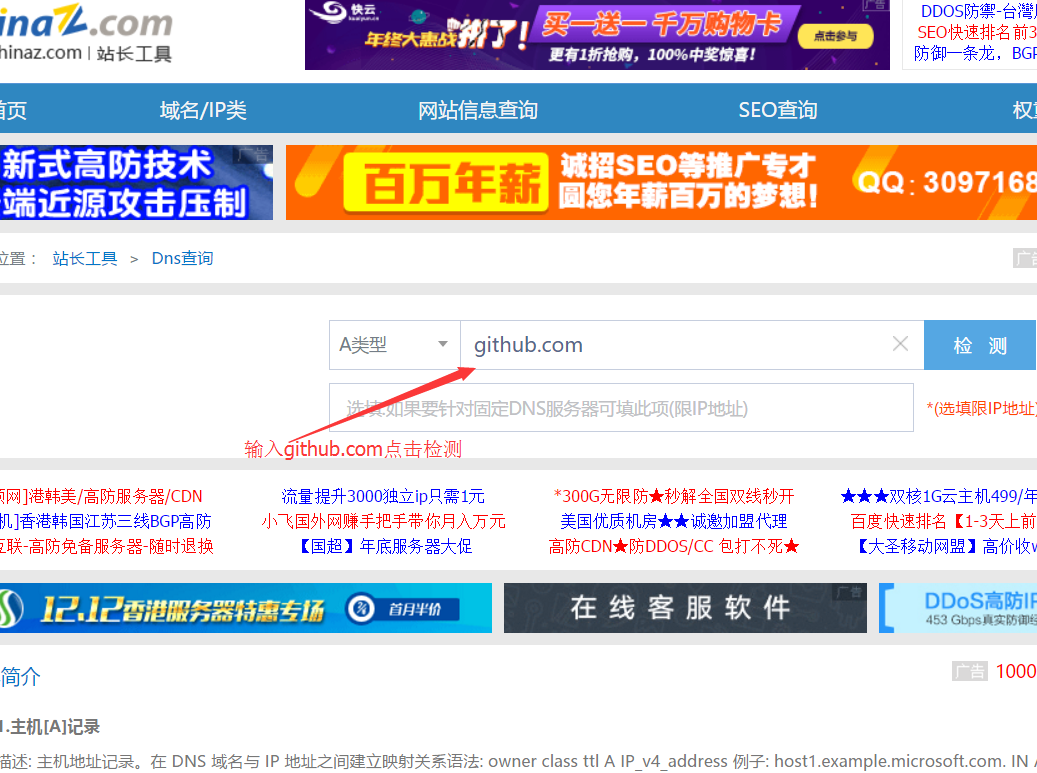 inaz.com
hinaz.com | 站长工具
快云
年终大惠战 掰了!
买一送一 千万购物卡
更有1折抢购，100%中奖惊喜!
点击参与
广告
DDOS防禦-台灣
SEO快速排名前3
防御一条龙，BGP
首页
域名/IP类
网站信息查询
SEO查询
权重
新式高防技术
端近源攻击压制
广告
百万年薪
诚招SEO等推广专才
圆您年薪百万的梦想!
QQ: 3097168
位置： 站长工具 > Dns查询
广告
A类型
github.com
检 测
选填:如果要针对固定DNS服务器可填此项(限IP地址)
*(选填限IP地址)
输入github.com点击检测
顶网]港韩美/高防服务器/CDN
流量提升3000独立ip只需1元
*300G无限防★秒解全国双线秒开
★★★双核1G云主机499/年
机]香港韩国江苏三线BGP高防
小飞国外网赚手把手带你月入万元
美国优质机房★★诚邀加盟代理
百度快速排名【1-3天上前
互联-高防免备服务器-随时退换
【国超】年底服务器大促
高防CDN★防DDOS/CC 包打不死★
【大圣移动网盟】高价收w
12.12香港服务器特惠专场
首月半价
在线客服软件
广告
DDoS高防IP
453 Gbps真实防御
简介
广告
1000
1.主机[A]记录
描述: 主机地址记录。在 DNS 域名与 IP 地址之间建立映射关系语法: owner class ttl A IP_v4_address 例子: host1.example.microsoft.com. IN A